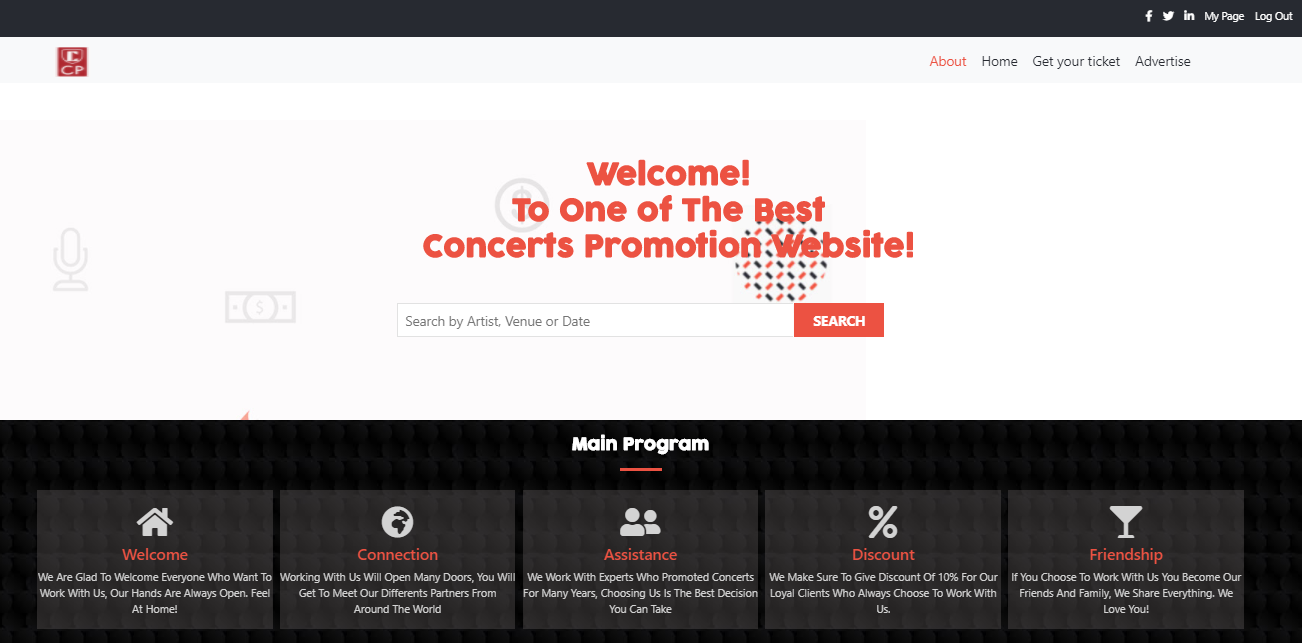 My Page Log Out
CP
About Home Get your ticket Advertise
Welcome!
To One of The Best
Concerts Promotion Website!
Search by Artist, Venue or Date SEARCH
Main Program
Welcome
We Are Glad To Welcome Everyone Who Want To
Work With Us, Our Hands Are Always Open. Feel
At Home!
Connection
Working With Us Will Open Many Doors, You Will
Get To Meet Our Differents Partners From
Around The World
Assistance
We Work With Experts Who Promoted Concerts
For Many Years, Choosing Us Is The Best Decision
You Can Take
Discount
We Make Sure To Give Discount Of 10% For Our
Loyal Clients Who Always Choose To Work With
Us.
Friendship
If You Choose To Work With Us You Become Our
Friends And Family, We Share Everything. We
Love You!